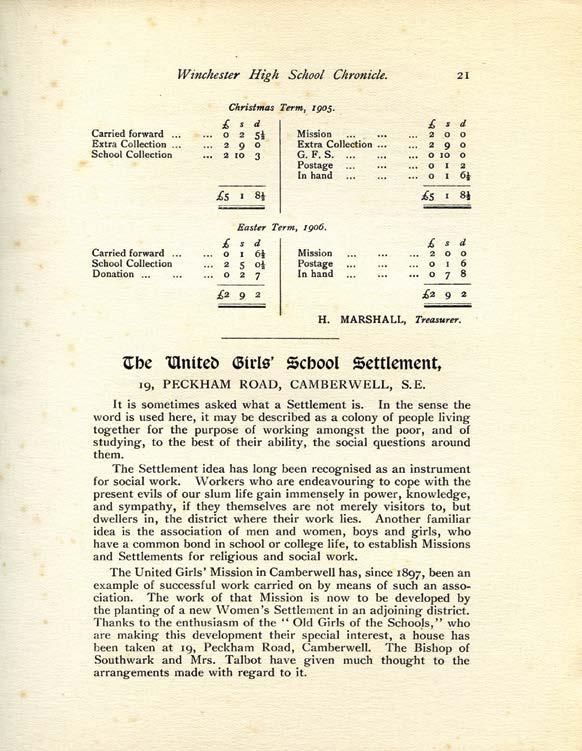 Winchester High School Chronicle. 21
Christmas Term, 1905.
£ s d
Carried forward ... ... 0 2 5½
Extra Collection ... ... 2 9 0
School Collection ... 2 10 3
£5 1 8½
£ s d
Mission ... ... ... 2 0 0
Extra Collection ... ... 2 9 0
G. F. S. ... ... ... 0 10 0
Postage ... ... ... 0 1 2
In hand ... ... ... 0 1 6½
£5 1 8½
Easter Term, 1906.
£ s d
Carried forward ... ... 0 1 6½
School Collection ... 2 5 0½
Donation ... ... ... 0 2 7
£2 9 2
£ s d
Mission ... ... ... 2 0 0
Postage ... ... ... 0 1 6
In hand ... ... ... 0 7 8
£2 9 2
H. MARSHALL, Treasurer.
The United Girls' School Settlement,
19, PECKHAM ROAD, CAMBERWELL, S.E.
It is sometimes asked what a Settlement is. In the sense the
word is used here, it may be described as a colony of people living
together for the purpose of working amongst the poor, and of
studying, to the best of their ability, the social questions around
them.
The Settlement idea has long been recognised as an instrument
for social work. Workers who are endeavouring to cope with the
present evils of our slum life gain immensely in power, knowledge,
and sympathy, if they themselves are not merely visitors to, but
dwellers in, the district where their work lies. Another familiar
idea is the association of men and women, boys and girls, who
have a common bond in school or college life, to establish Missions
and Settlements for religious and social work.
The United Girls' Mission in Camberwell has, since 1897, been an
example of successful work carried on by means of such an asso-
ciation. The work of that Mission is now to be developed by
the planting of a new Women's Settlement in an adjoining district.
Thanks to the enthusiasm of the "Old Girls of the Schools," who
are making this development their special interest, a house has
been taken at 19, Peckham Road, Camberwell. The Bishop of
Southwark and Mrs. Talbot have given much thought to the
arrangements made with regard to it.